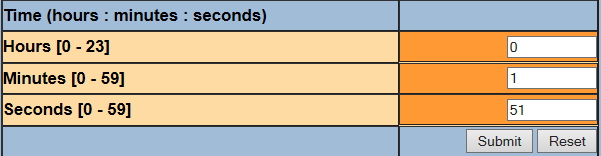 Time (hours : minutes : seconds)
Hours [0 - 23] 0
Minutes [0 - 59] 1
Seconds [0 - 59] 51
Submit Reset